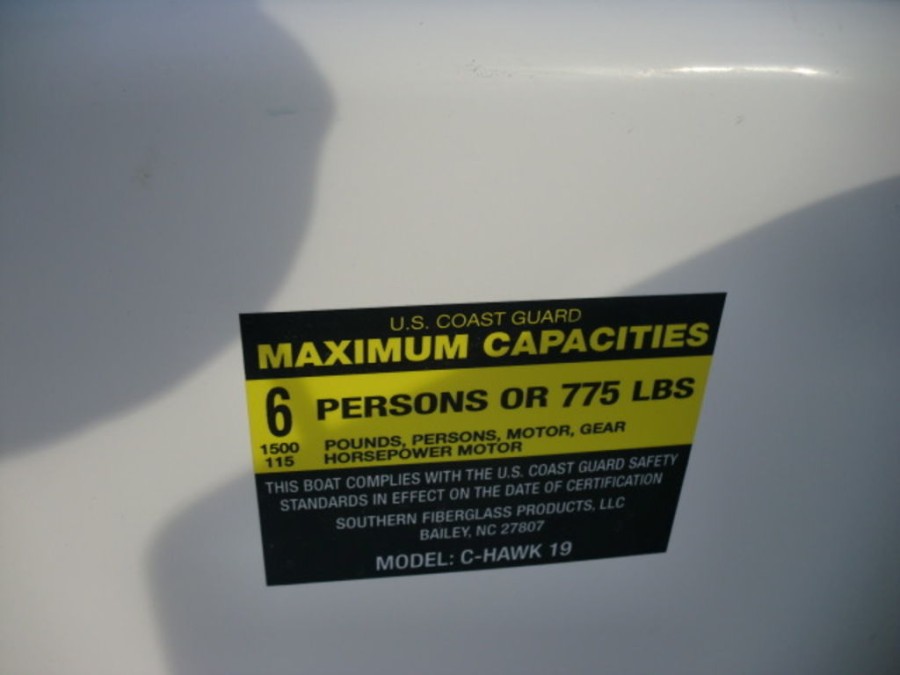 U.S. COAST GUARD
MAXIMUM CAPACITIES
6 PERSONS OR 775 LBS
1500 POUNDS, PERSONS, MOTOR, GEAR
115 HORSEPOWER MOTOR
THIS BOAT COMPLIES WITH THE U.S. COAST GUARD SAFETY
STANDARDS IN EFFECT ON THE DATE OF CERTIFICATION
SOUTHERN FIBERGLASS PRODUCTS, LLC
BAILEY, NC 27807
MODEL: C-HAWK 19